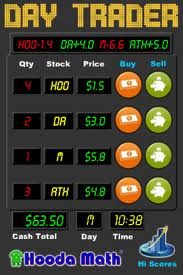 DAY TRADER
HOO-1.4 DA+4.0 M-6.6 ATH+5.0
Qty Stock Price Buy Sell
4 HOO $1.5
2 DA $3.0
1 M $5.8
3 ATH $4.8
$63.50 M 10:38
Cash Total Day Time
Hooda Math
Hi Scores